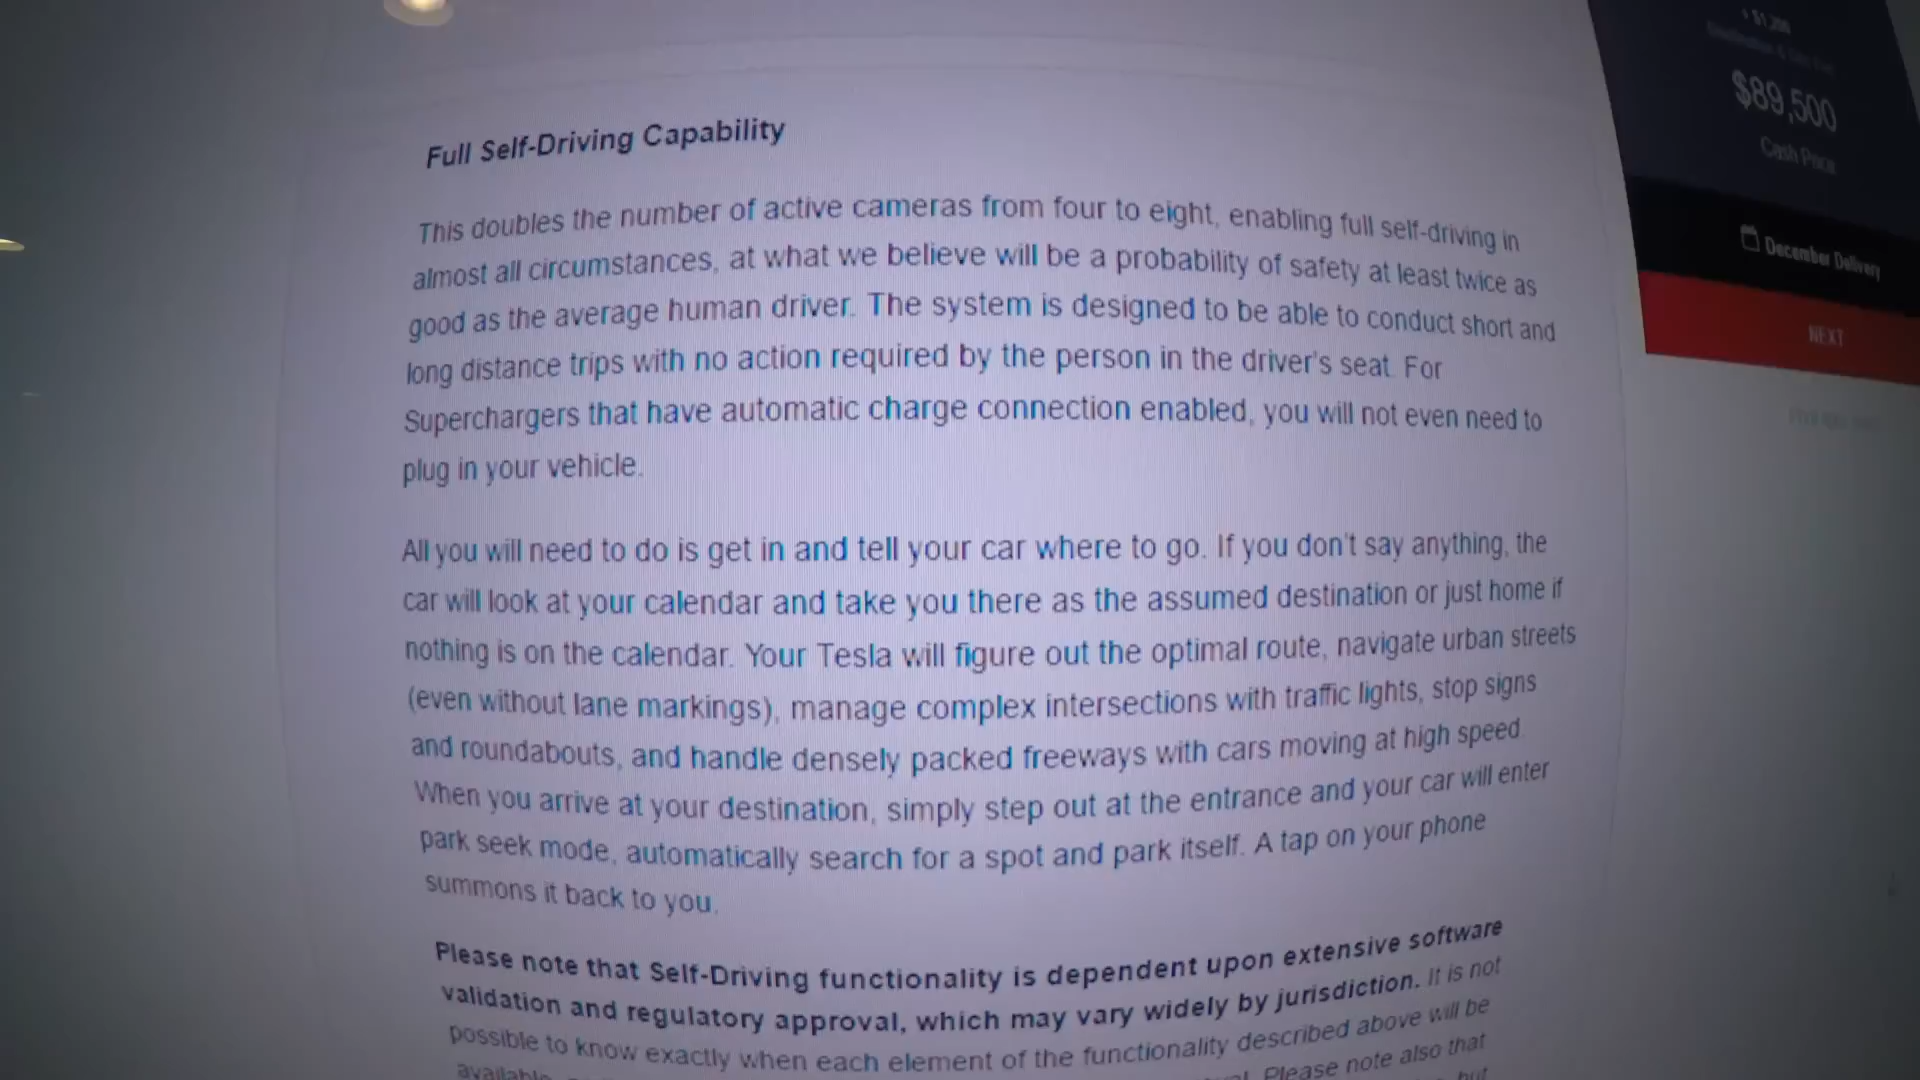 Full Self-Driving Capability
This doubles the number of active cameras from four to eight, enabling full self-driving in
almost all circumstances, at what we believe will be a probability of safety at least twice as
good as the average human driver. The system is designed to be able to conduct short and
long distance trips with no action required by the person in the driver's seat. For
Superchargers that have automatic charge connection enabled, you will not even need to
plug in your vehicle.
All you will need to do is get in and tell your car where to go. If you don't say anything, the
car will look at your calendar and take you there as the assumed destination or just home if
nothing is on the calendar. Your Tesla will figure out the optimal route, navigate urban streets
(even without lane markings), manage complex intersections with traffic lights, stop signs
and roundabouts, and handle densely packed freeways with cars moving at high speed.
When you arrive at your destination, simply step out at the entrance and your car will enter
park seek mode, automatically search for a spot and park itself. A tap on your phone
summons it back to you.
Please note that Self-Driving functionality is dependent upon extensive software
validation and regulatory approval, which may vary widely by jurisdiction. It is not
possible to know exactly when each element of the functionality described above will be
Please note also that
but
+ $1,200
$89,500
Cash Price
December Delivery
NEXT